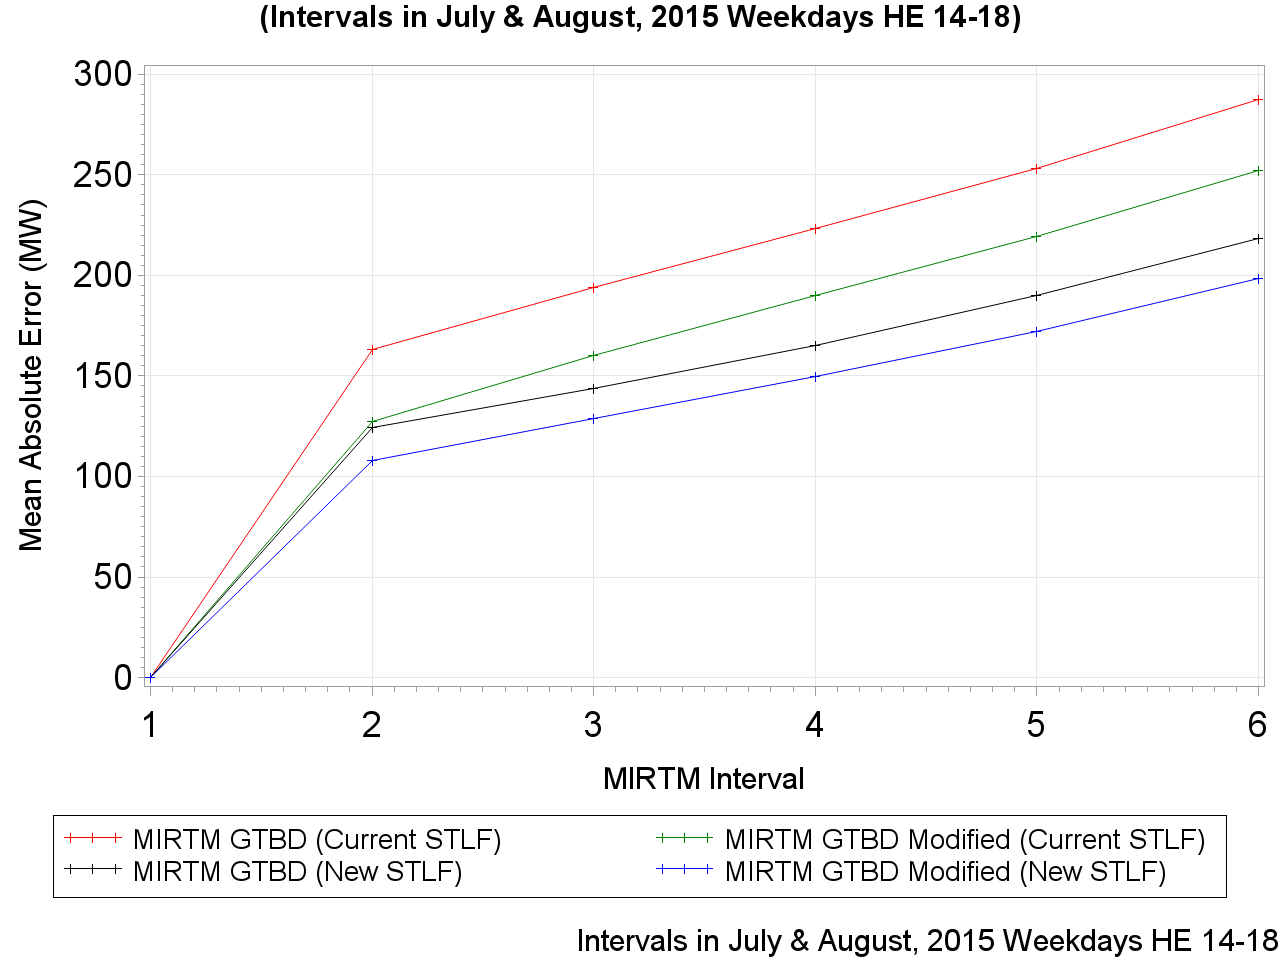 (Intervals in July & August, 2015 Weekdays HE 14-18)
Mean Absolute Error (MW)
300
250
200
150
100
50
0
1 2 3 4 5 6
MIRTM Interval
MIRTM GTBD (Current STLF) MIRTM GTBD Modified (Current STLF)
MIRTM GTBD (New STLF) MIRTM GTBD Modified (New STLF)
Intervals in July & August, 2015 Weekdays HE 14-18